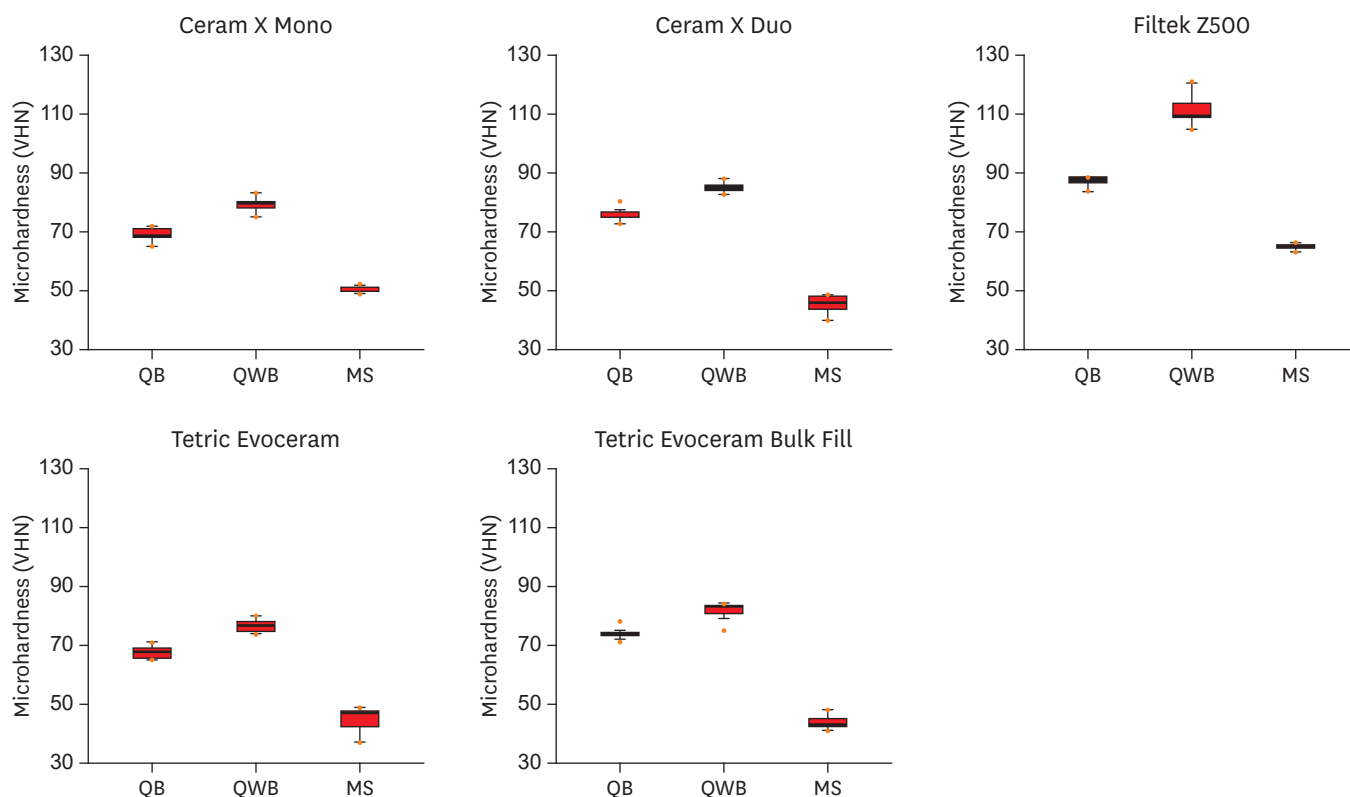 Ceram X Mono
Microhardness (VHN)
130
110
90
70
50
30
QB QWB MS
Ceram X Duo
Microhardness (VHN)
130
110
90
70
50
30
QB QWB MS
Filtek Z500
Microhardness (VHN)
130
110
90
70
50
30
QB QWB MS
Tetric Evoceram
Microhardness (VHN)
130
110
90
70
50
30
QB QWB MS
Tetric Evoceram Bulk Fill
Microhardness (VHN)
130
110
90
70
50
30
QB QWB MS